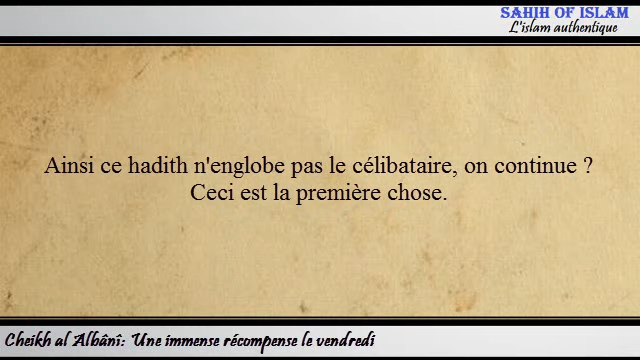 SAHIH OF ISLAM
L'islam authentique
Ainsi ce hadith n'englobe pas le célibataire, on continue ?
Ceci est la première chose.
Cheikh al Albânî: Une immense récompense le vendredi